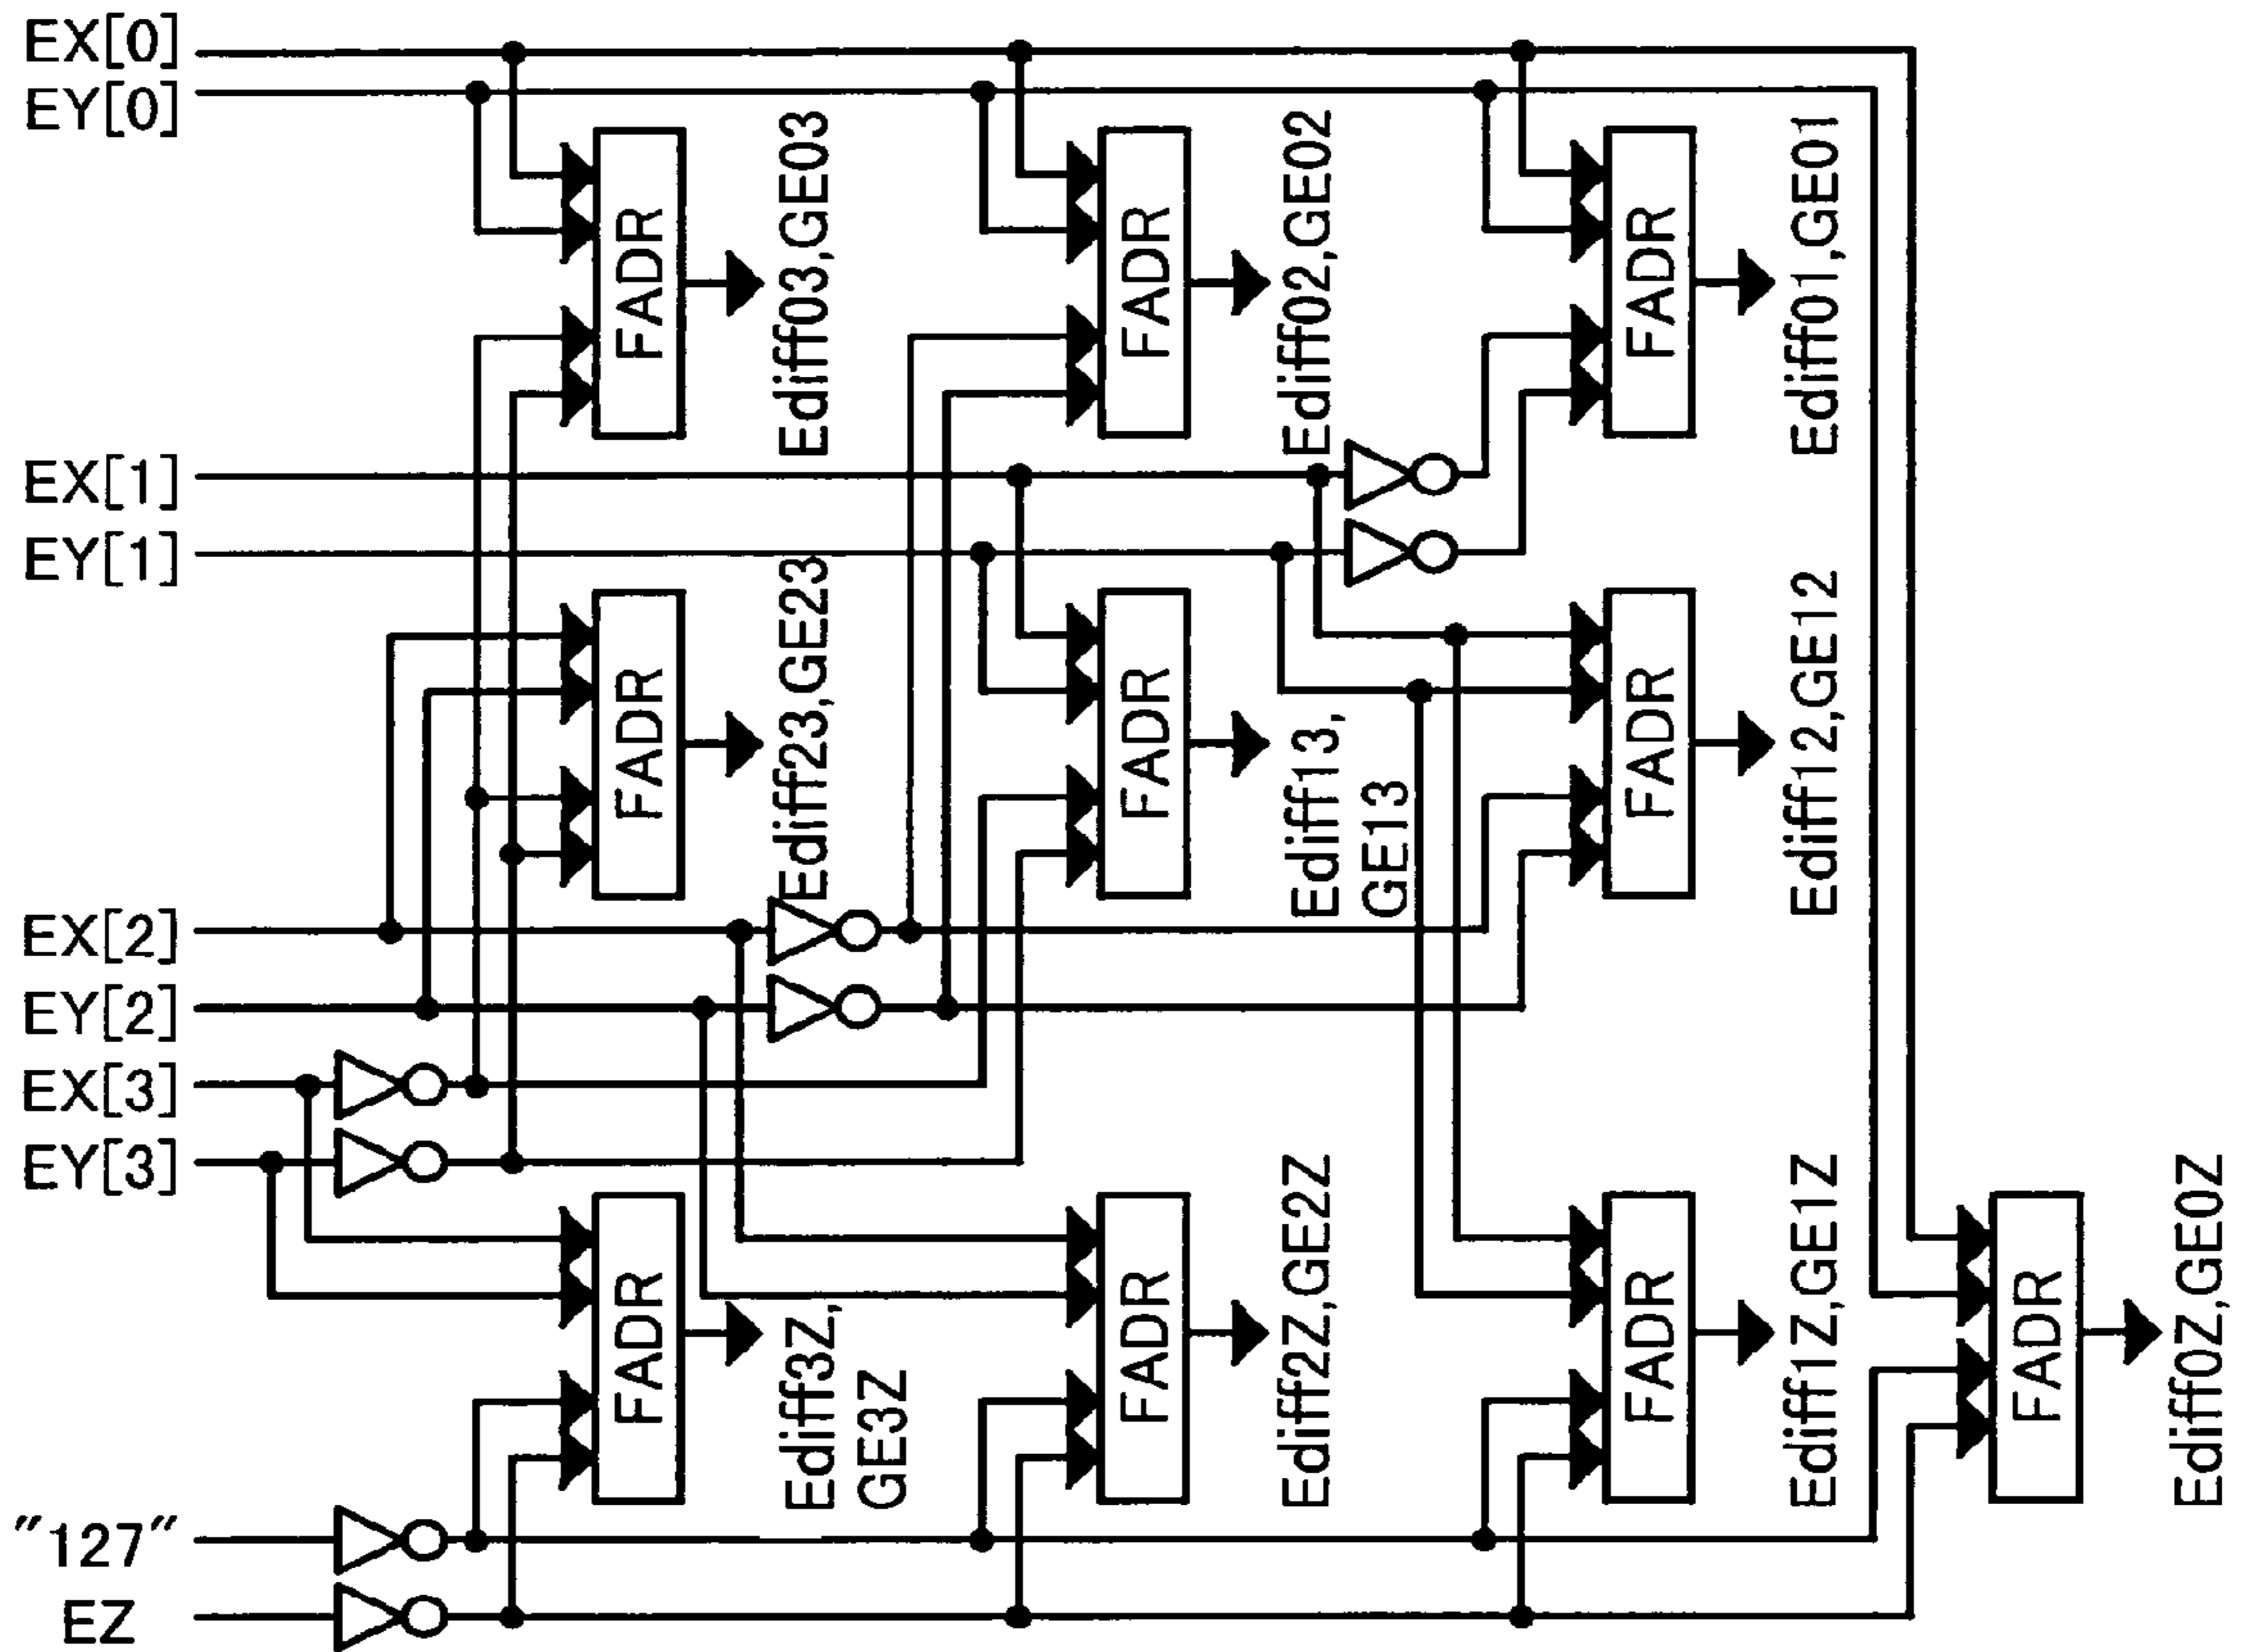 EX[0]
EY[0]
FADR
Ediff03,GE03
FADR
Ediff02,GE02
FADR
Ediff01,GE01
EX[1]
EY[1]
FADR
Ediff23,GE23
FADR
Ediff13,
GE13
FADR
Ediff12,GE12
EX[2]
EY[2]
EX[3]
EY[3]
FADR
Ediff3Z,
GE3Z
FADR
Ediff2Z,GE2Z
FADR
Ediff1Z,GE1Z
FADR
Ediff0Z,GE0Z
"127"
EZ